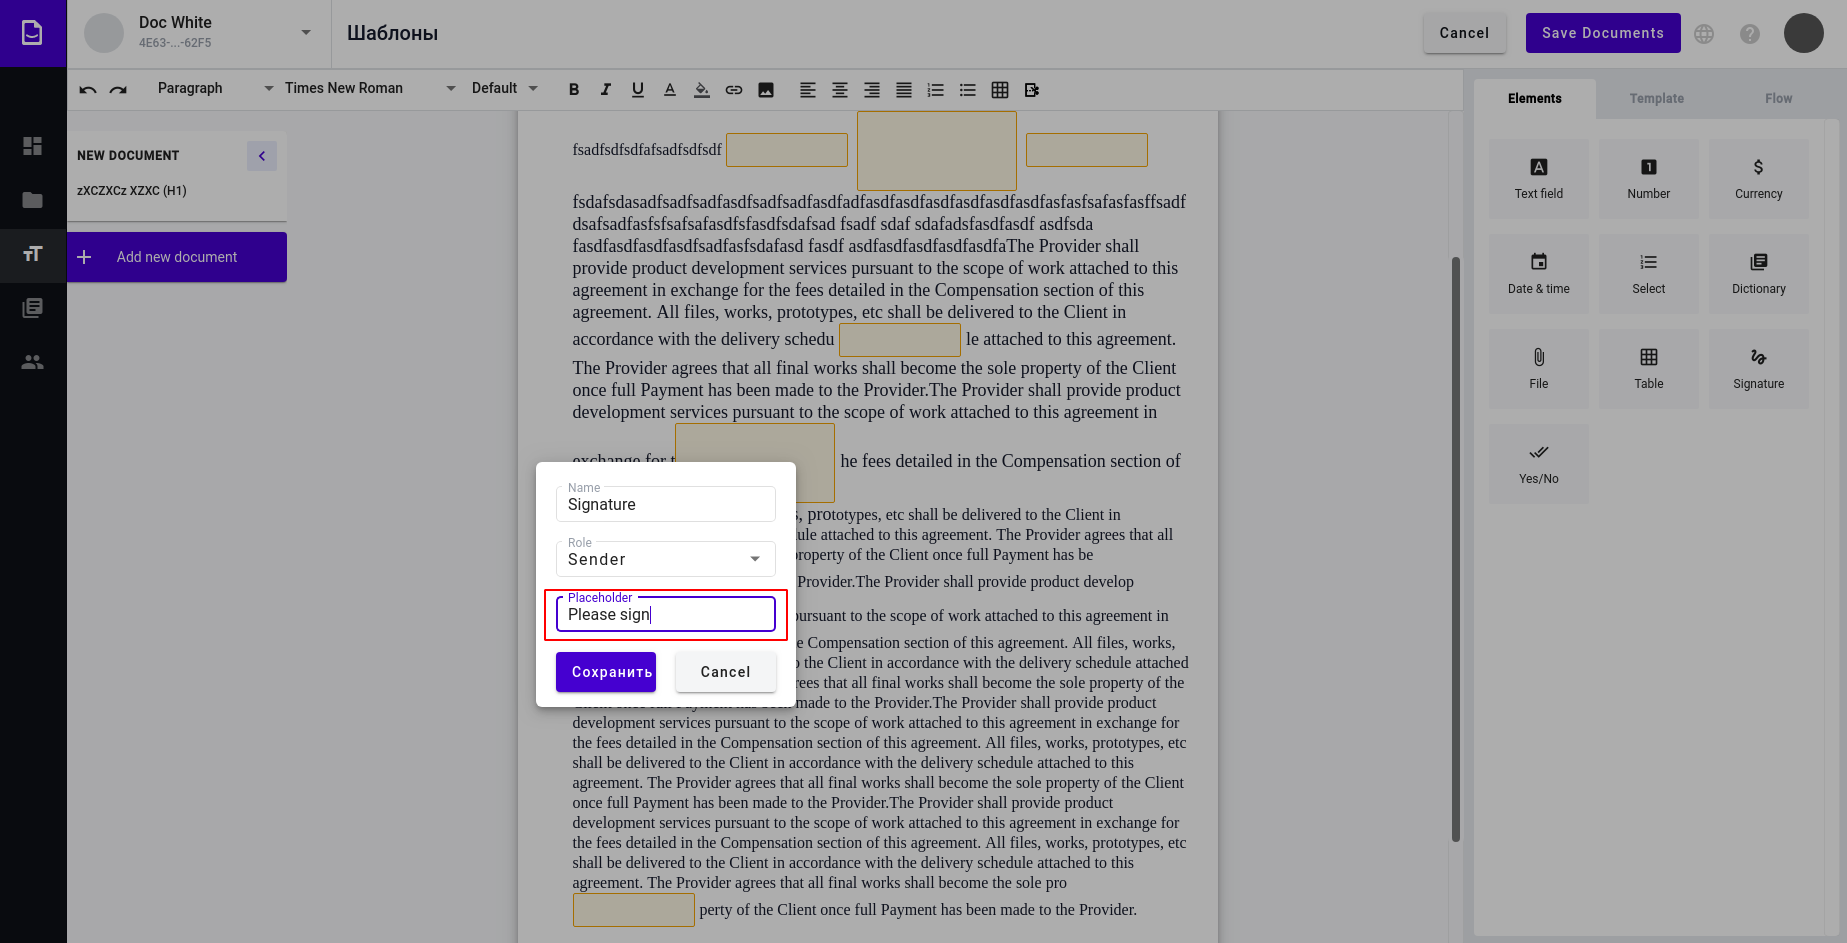 Doc White
4E63-...-62F5
Шаблоны
Cancel
Save Documents
Paragraph
Times New Roman
Default
Elements
Template
Flow
NEW DOCUMENT
zXCZXCz XZXC (H1)
Add new document
fsadfsdfsdfafsadfsdfsdf
fsdafsdasadfsadfsadfasdfsadfsadfasdfadfasdfasdfasdfasdfasdfasdfasfasfsafasfasffsadf
dsafsadfasfsfsafsafasdfsfasdfsdafsad fsadf sdaf sdafadsfasdfasdf asdfsda
fasdfasdfasdfasdfsadfasfsdafasd fasdf asdfasdfasdfasdfasdfaThe Provider shall
provide product development services pursuant to the scope of work attached to this
agreement in exchange for the fees detailed in the Compensation section of this
agreement. All files, works, prototypes, etc shall be delivered to the Client in
accordance with the delivery schedu le attached to this agreement.
The Provider agrees that all final works shall become the sole property of the Client
once full Payment has been made to the Provider.The Provider shall provide product
development services pursuant to the scope of work attached to this agreement in
exchange for t he fees detailed in the Compensation section of
s, prototypes, etc shall be delivered to the Client in
ule attached to this agreement. The Provider agrees that all
property of the Client once full Payment has be
Provider.The Provider shall provide product develop
pursuant to the scope of work attached to this agreement in
e Compensation section of this agreement. All files, works,
o the Client in accordance with the delivery schedule attached
rees that all final works shall become the sole property of the
made to the Provider.The Provider shall provide product
development services pursuant to the scope of work attached to this agreement in exchange for
the fees detailed in the Compensation section of this agreement. All files, works, prototypes, etc
shall be delivered to the Client in accordance with the delivery schedule attached to this
agreement. The Provider agrees that all final works shall become the sole property of the Client
once full Payment has been made to the Provider.The Provider shall provide product
development services pursuant to the scope of work attached to this agreement in exchange for
the fees detailed in the Compensation section of this agreement. All files, works, prototypes, etc
shall be delivered to the Client in accordance with the delivery schedule attached to this
agreement. The Provider agrees that all final works shall become the sole pro
perty of the Client once full Payment has been made to the Provider.
Name
Signature
Role
Sender
Placeholder
Please sign
Сохранить
Cancel
Text field
Number
Currency
Date & time
Select
Dictionary
File
Table
Signature
Yes/No